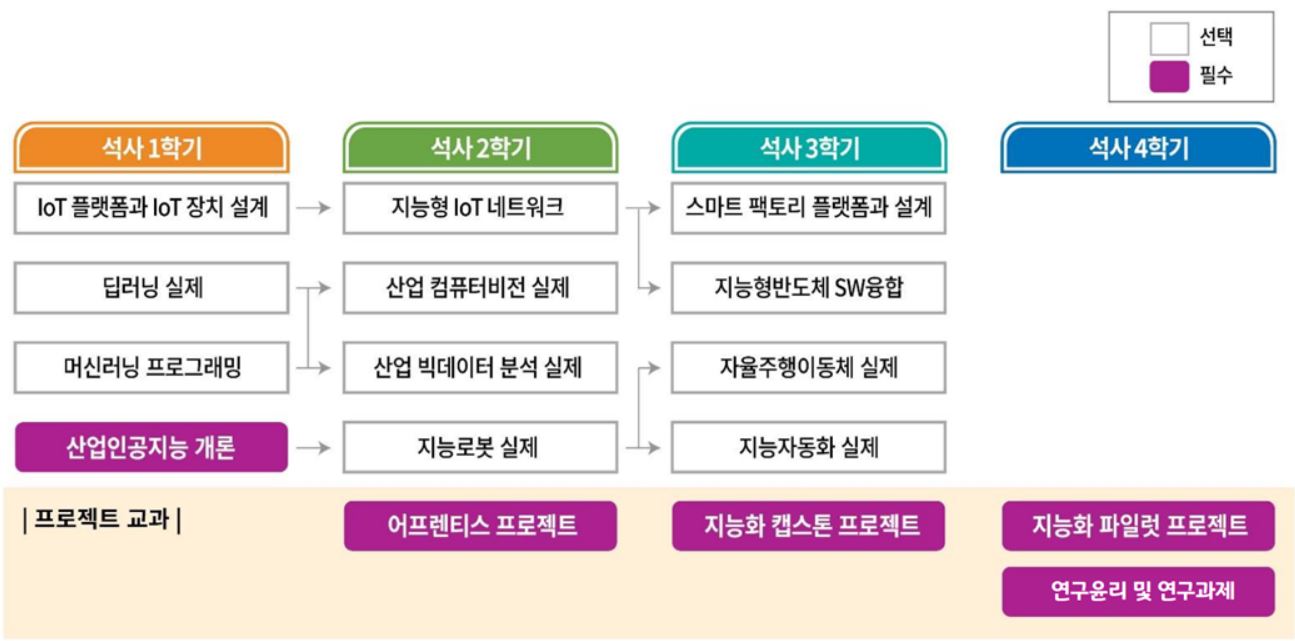 선택
필수
석사 1학기
석사 2학기
석사 3학기
석사 4학기
IoT 플랫폼과 IoT 장치 설계
지능형 IoT 네트워크
스마트 팩토리 플랫폼과 설계
딥러닝 실제
산업 컴퓨터비전 실제
지능형반도체 SW융합
머신러닝 프로그래밍
산업 빅데이터 분석 실제
자율주행이동체 실제
산업인공지능 개론
지능로봇 실제
지능자동화 실제
| 프로젝트 교과 |
어프렌티스 프로젝트
지능화 캡스톤 프로젝트
지능화 파일럿 프로젝트
연구윤리 및 연구과제